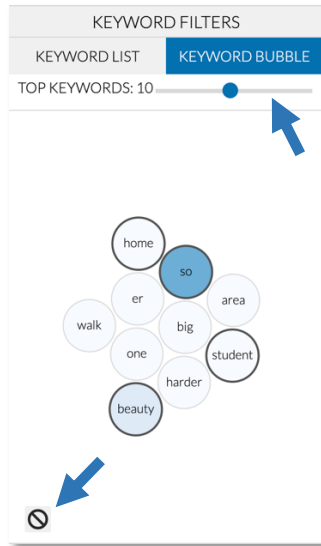 KEYWORD FILTERS
KEYWORD LIST KEYWORD BUBBLE
TOP KEYWORDS: 10
home
so
er
area
walk
big
one
student
harder
beauty